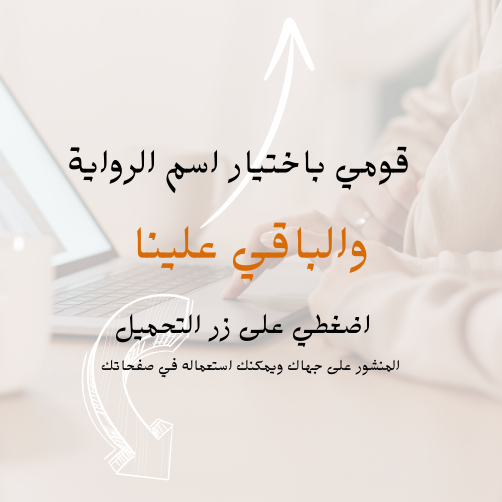 قومي باختيار اسم الرواية
والباقي علينا
اضغطي على زر التحميل
المنشور على جهاك ويمكنك استعماله في صفحاتك